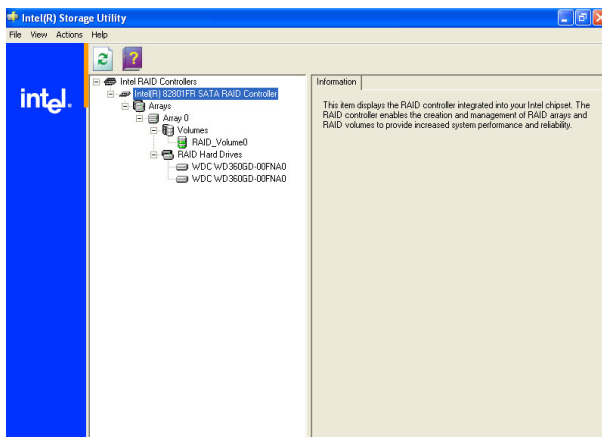 Intel(R) Storage Utility
File View Actions Help
intel.
Intel RAID Controllers
Intel(R) 82801FR SATA RAID Controller
Arrays
Array 0
Volumes
RAID_Volume0
RAID Hard Drives
WDC WD360GD-00FNA0
WDC WD360GD-00FNA0
Information
This item displays the RAID controller integrated into your Intel chipset. The
RAID controller enables the creation and management of RAID arrays and
RAID volumes to provide increased system performance and reliability.